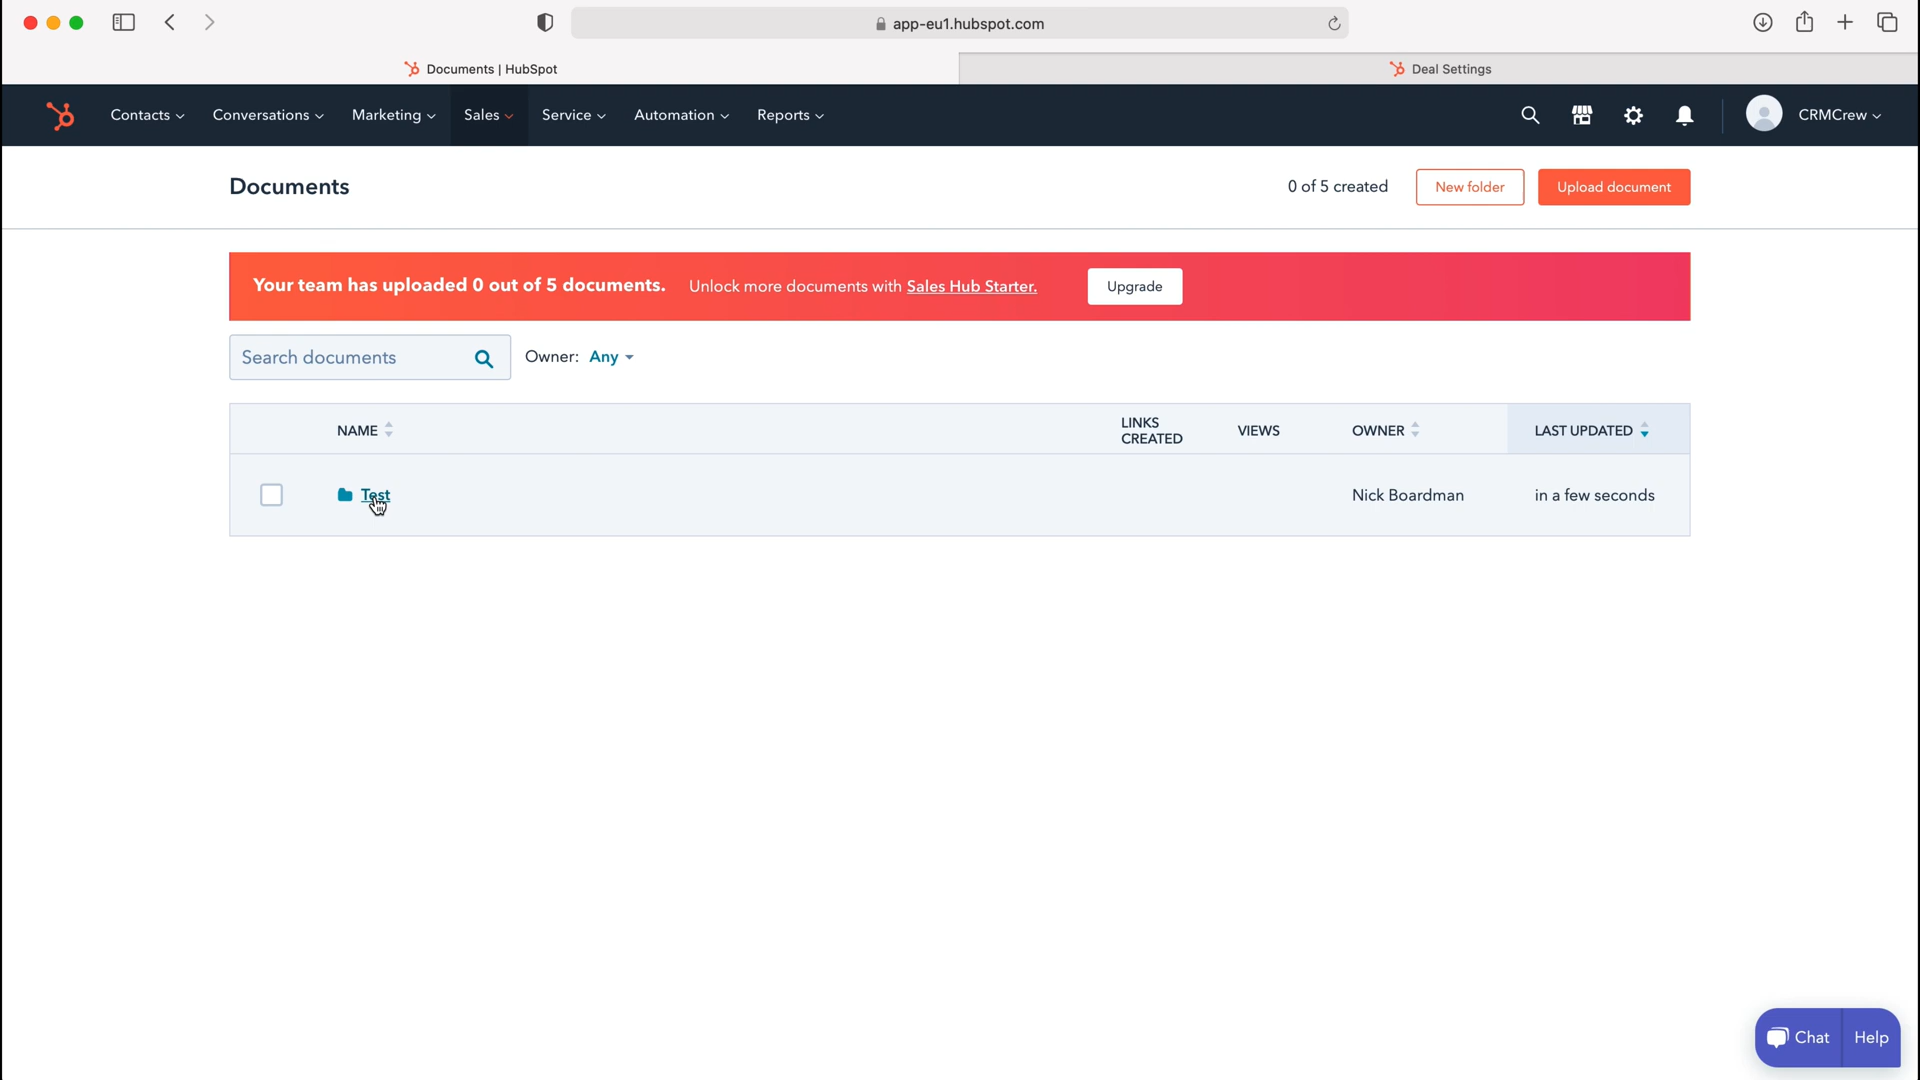 app-eu1.hubspot.com
Documents | HubSpot
Deal Settings
Contacts Conversations Marketing Sales Service Automation Reports CRMCrew
Documents
0 of 5 created New folder Upload document
Your team has uploaded 0 out of 5 documents. Unlock more documents with Sales Hub Starter. Upgrade
Search documents Owner: Any
NAME LINKS CREATED VIEWS OWNER LAST UPDATED
Test Nick Boardman in a few seconds
Chat Help